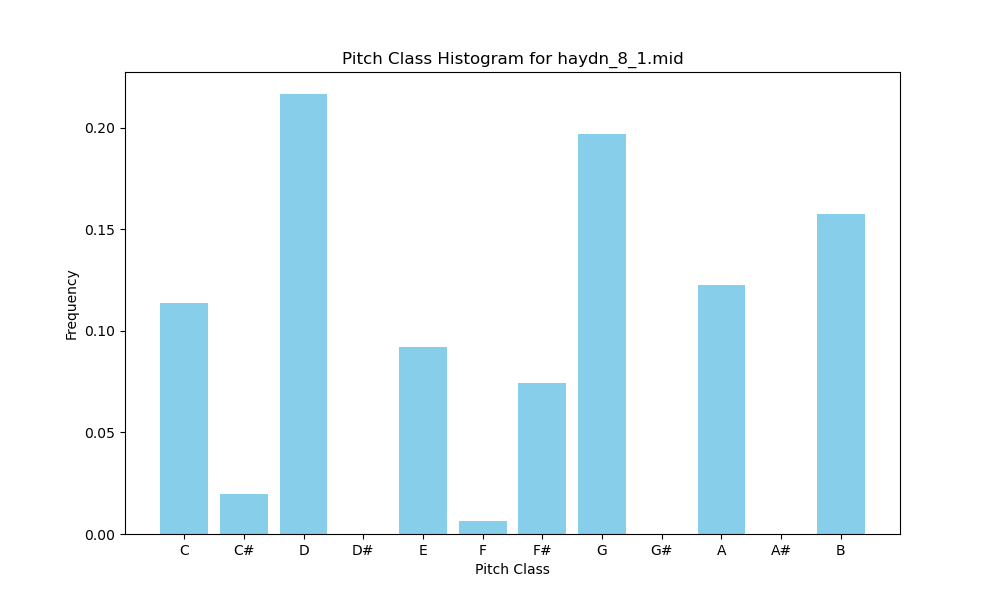 Pitch Class Histogram for haydn_8_1.mid
Frequency
0.20
0.15
0.10
0.05
0.00
C C# D D# E F F# G G# A A# B
Pitch Class